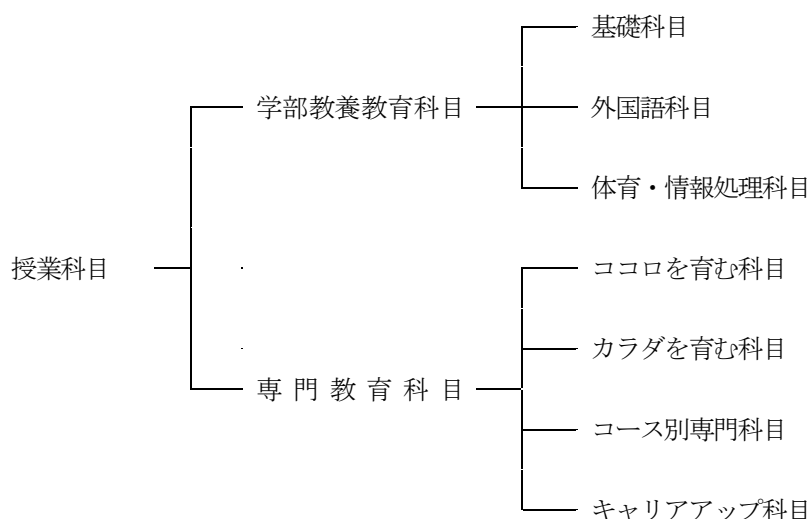 基礎科目
学部教養教育科目
外国語科目
体育・情報処理科目
授業科目
ココロを育む科目
カラダを育む科目
専門教育科目
コース別専門科目
キャリアアップ科目